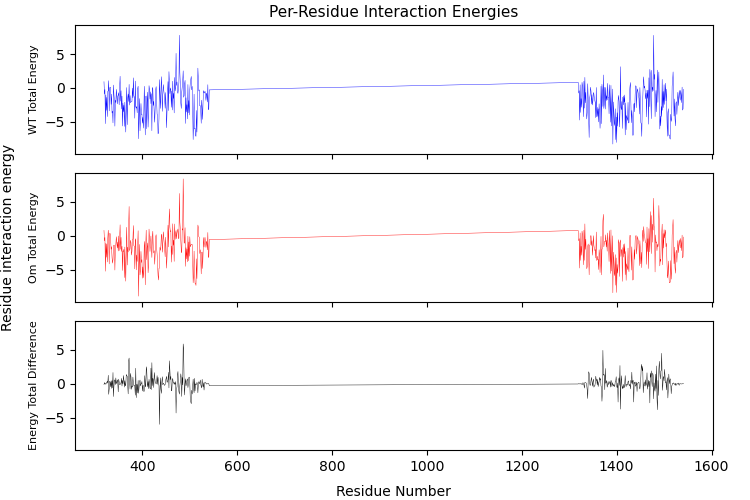 Per-Residue Interaction Energies
Residue interaction energy
WT Total Energy
5
0
−5
Om Total Energy
5
0
−5
Energy Total Difference
5
0
−5
400 600 800 1000 1200 1400 1600
Residue Number